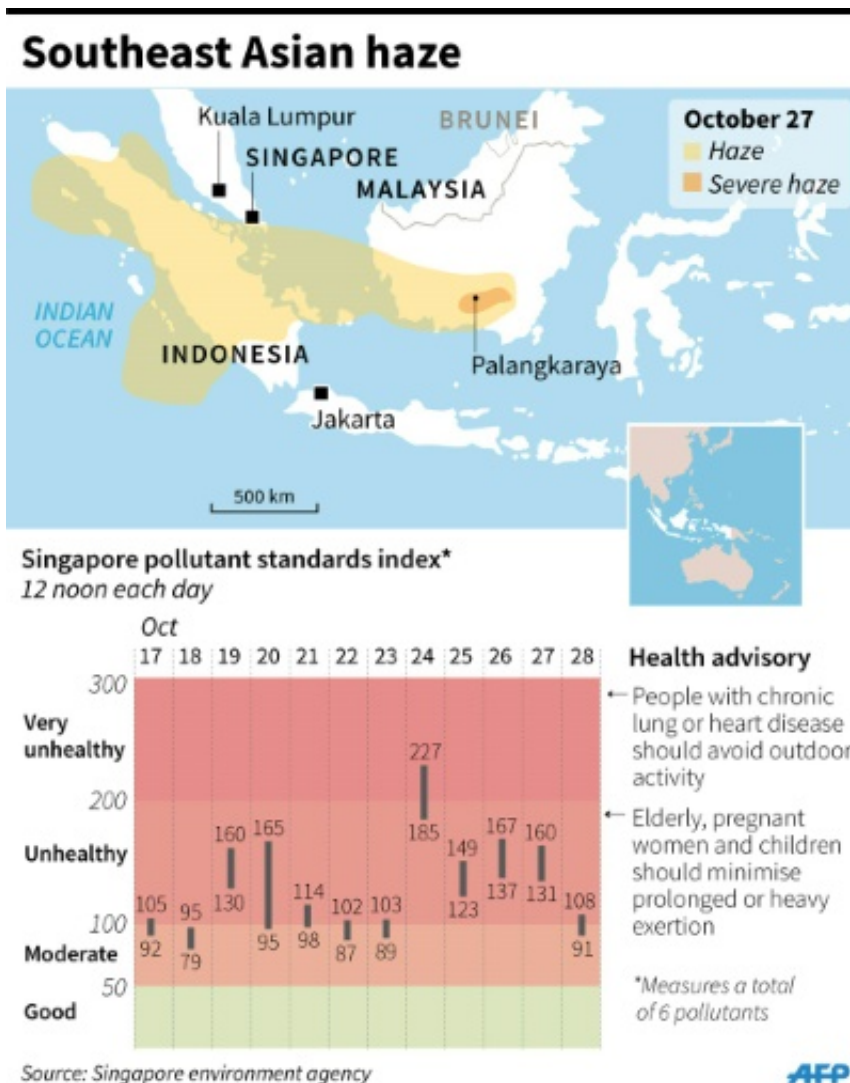 Southeast Asian haze
Kuala Lumpur
BRUNEI
October 27
Haze
Severe haze
SINGAPORE
MALAYSIA
INDIAN
OCEAN
INDONESIA
Palangkaraya
Jakarta
500 km
Singapore pollutant standards index*
12 noon each day
Oct
17 18 19 20 21 22 23 24 25 26 27 28
300
Very
unhealthy
200
Unhealthy
100
Moderate
50
Good
105
92
95
79
160
130
165
95
114
98
102
87
103
89
227
185
149
123
167
137
160
131
108
91
Health advisory
People with chronic
lung or heart disease
should avoid outdoor
activity
Elderly, pregnant
women and children
should minimise
prolonged or heavy
exertion
*Measures a total
of 6 pollutants
Source: Singapore environment agency
AFP